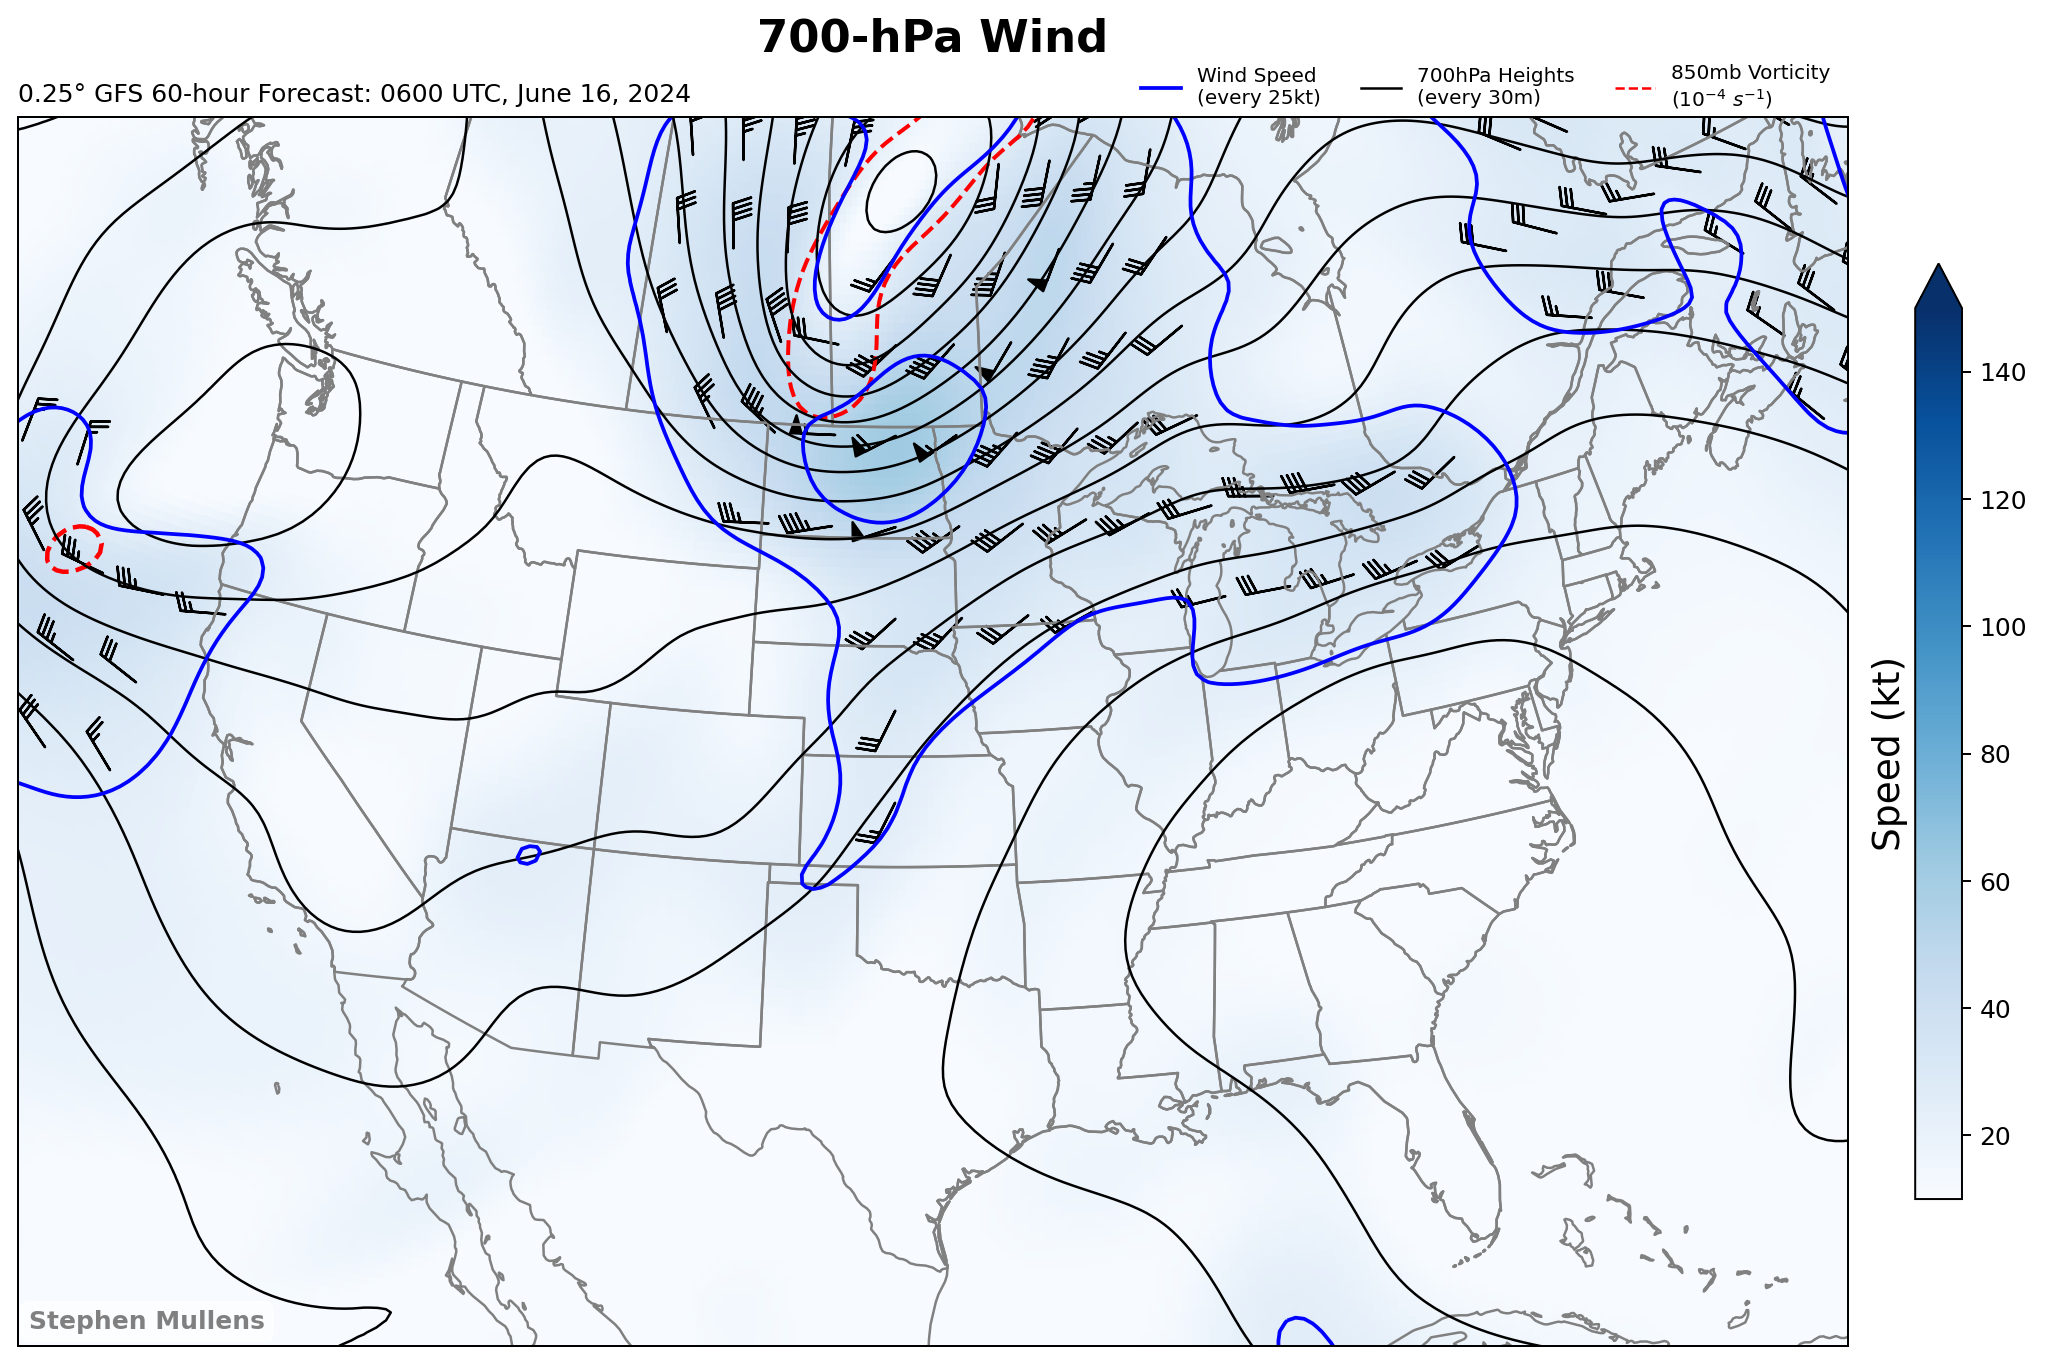 700-hPa Wind
0.25° GFS 60-hour Forecast: 0600 UTC, June 16, 2024
Wind Speed
(every 25kt)
700hPa Heights
(every 30m)
850mb Vorticity
(10⁻⁴ s⁻¹)
140
120
100
80
60
40
20
Speed (kt)
Stephen Mullens